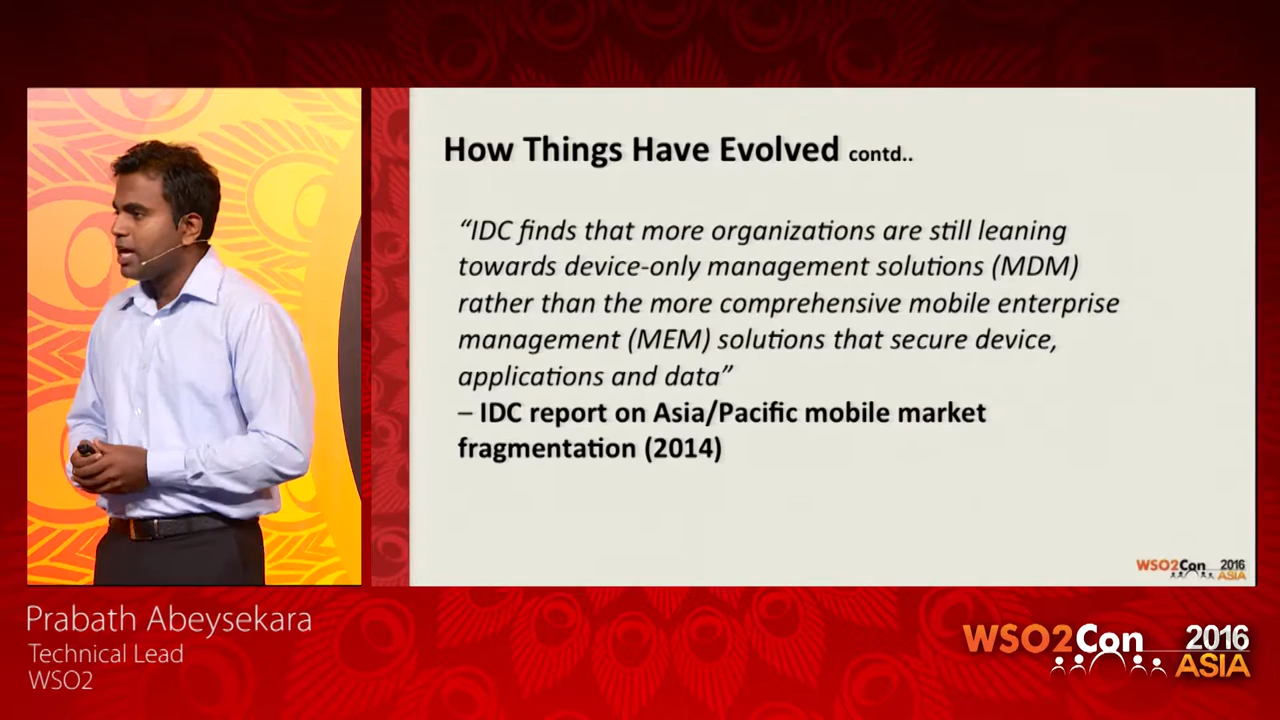 How Things Have Evolved contd..
“IDC finds that more organizations are still leaning
towards device-only management solutions (MDM)
rather than the more comprehensive mobile enterprise
management (MEM) solutions that secure device,
applications and data”
– IDC report on Asia/Pacific mobile market
fragmentation (2014)
WSO2Con 2016
ASIA
Prabath Abeysekara
Technical Lead
WSO2
WSO2Con 2016
ASIA